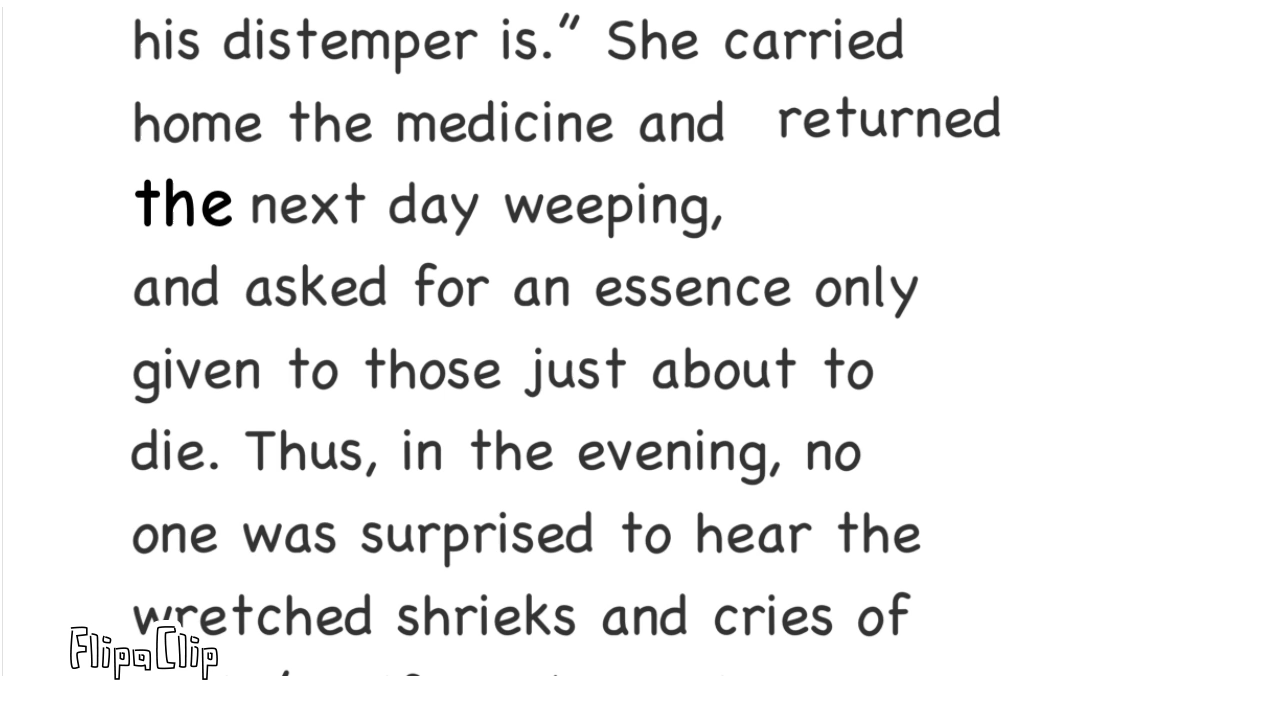 his distemper is.” She carried
home the medicine and returned
the next day weeping,
and asked for an essence only
given to those just about to
die. Thus, in the evening, no
one was surprised to hear the
wretched shrieks and cries of
FlipaClip